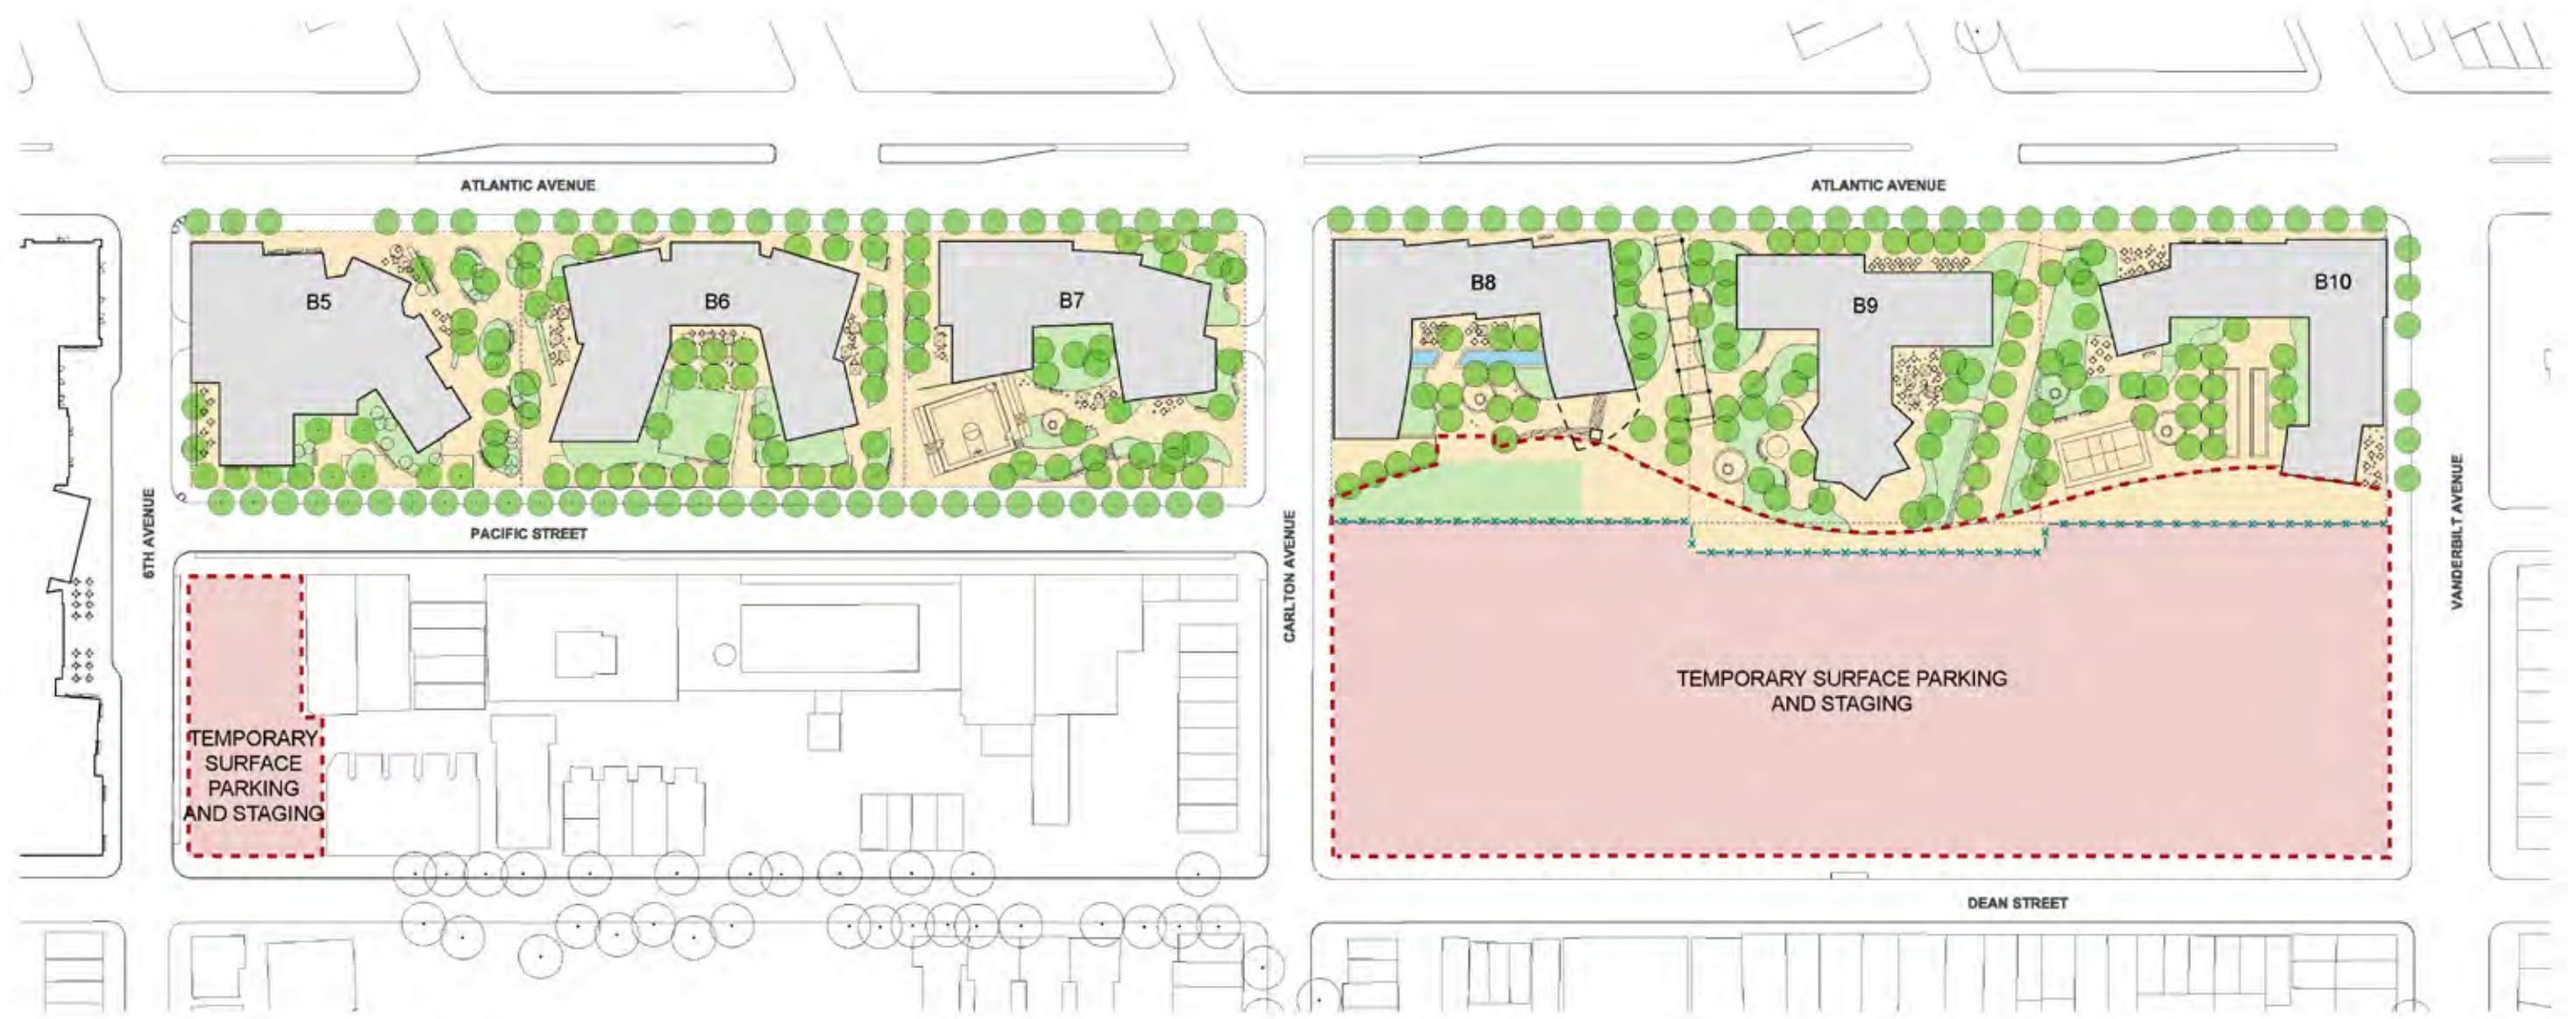 ATLANTIC AVENUE
ATLANTIC AVENUE
B5
B6
B7
B8
B9
B10
6TH AVENUE
PACIFIC STREET
CARLTON AVENUE
VANDERBILT AVENUE
TEMPORARY
SURFACE
PARKING
AND STAGING
TEMPORARY SURFACE PARKING
AND STAGING
DEAN STREET